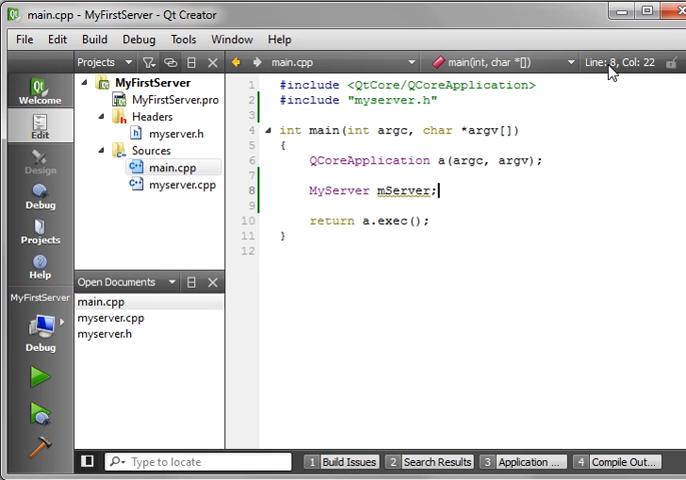 main.cpp - MyFirstServer - Qt Creator
File Edit Build Debug Tools Window Help
Projects main.cpp main(int, char *[]) Line: 8, Col: 22
Welcome
Edit
Design
Debug
Projects
Help
MyFirstServer
Debug
MyFirstServer
MyFirstServer.pro
Headers
myserver.h
Sources
main.cpp
myserver.cpp
Open Documents
main.cpp
myserver.cpp
myserver.h
1 #include <QtCore/QCoreApplication>
2 #include "myserver.h"
3
4 int main(int argc, char *argv[])
5 {
6 QCoreApplication a(argc, argv);
7
8 MyServer mServer;
9
10 return a.exec();
11 }
12
Type to locate 1 Build Issues 2 Search Results 3 Application ... 4 Compile Out...